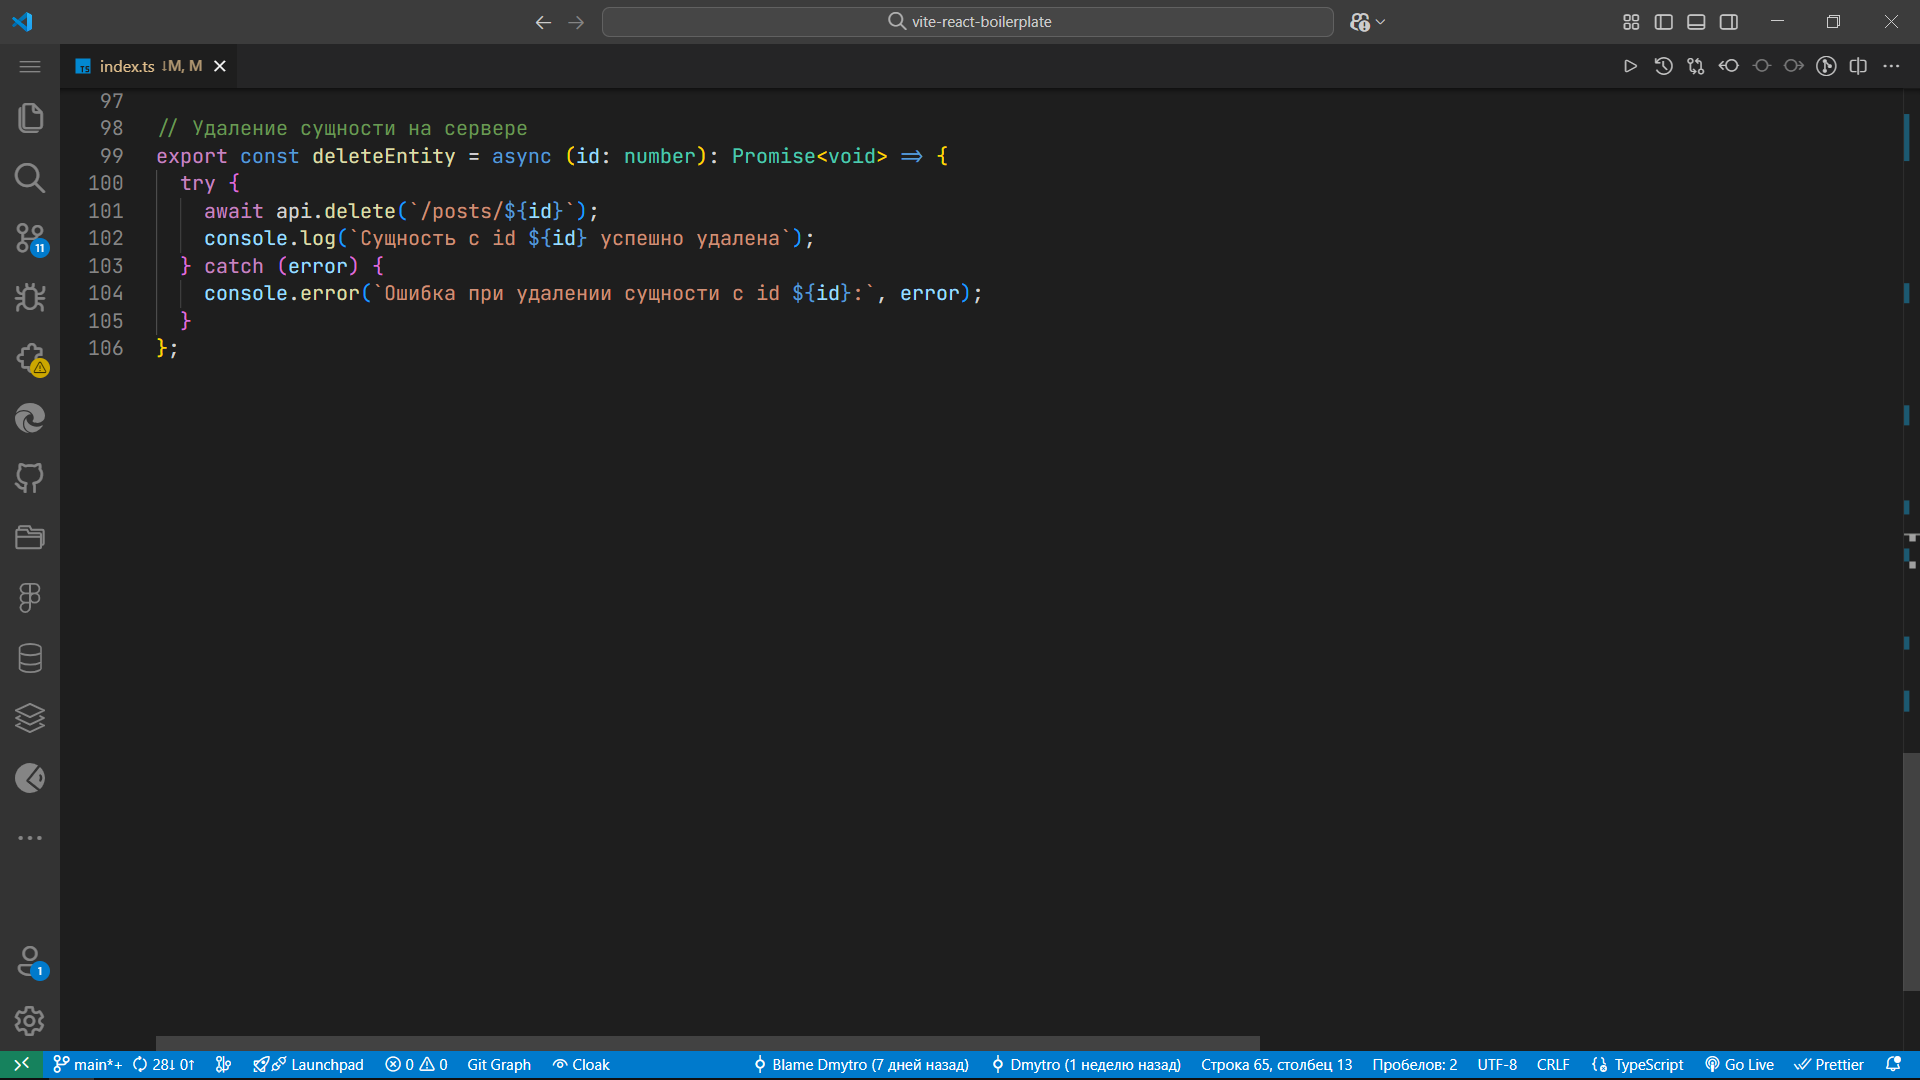 vite-react-boilerplate
TS index.ts ↓M, M
97
98 // Удаление сущности на сервере
99 export const deleteEntity = async (id: number): Promise<void> => {
100 try {
101 await api.delete(`/posts/${id}`);
102 console.log(`Сущность с id ${id} успешно удалена`);
103 } catch (error) {
104 console.error(`Ошибка при удалении сущности с id ${id}:`, error);
105 }
106 };
11
1
main*+ 28↓ 0↑ Launchpad 0 0 Git Graph Cloak Blame Dmytro (7 дней назад) Dmytro (1 неделю назад) Строка 65, столбец 13 Пробелов: 2 UTF-8 CRLF TypeScript Go Live Prettier